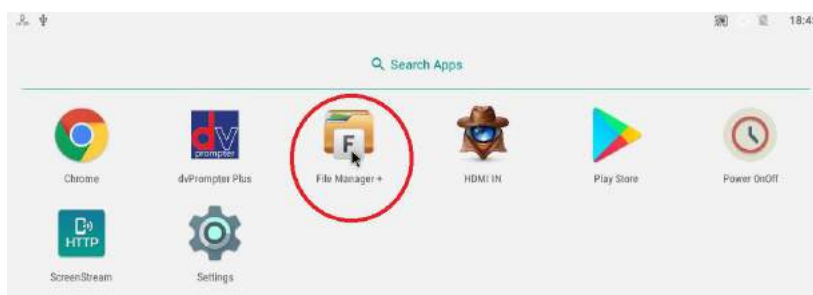 18:4
Search Apps
Chrome
dvPrompter Plus
File Manager +
HDMI IN
Play Store
Power OnOff
dv
prompter
F
D
HTTP
ScreenStream
Settings